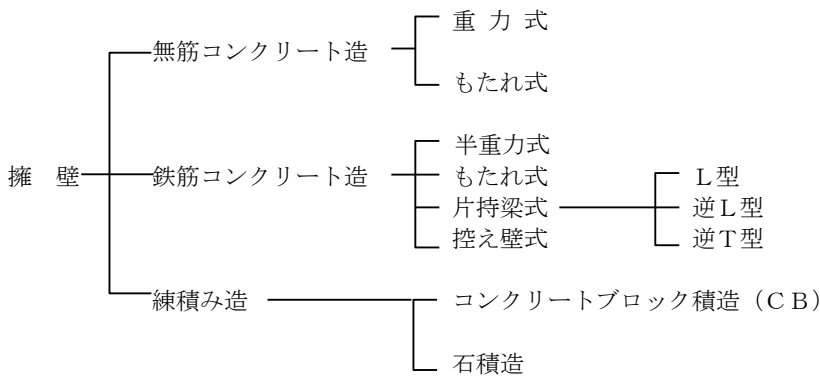 重 力 式
無筋コンクリート造
もたれ式
半重力式
擁 壁
鉄筋コンクリート造
もたれ式
L型
片持梁式
逆L型
控え壁式
逆T型
練積み造
コンクリートブロック積造（CB）
石積造